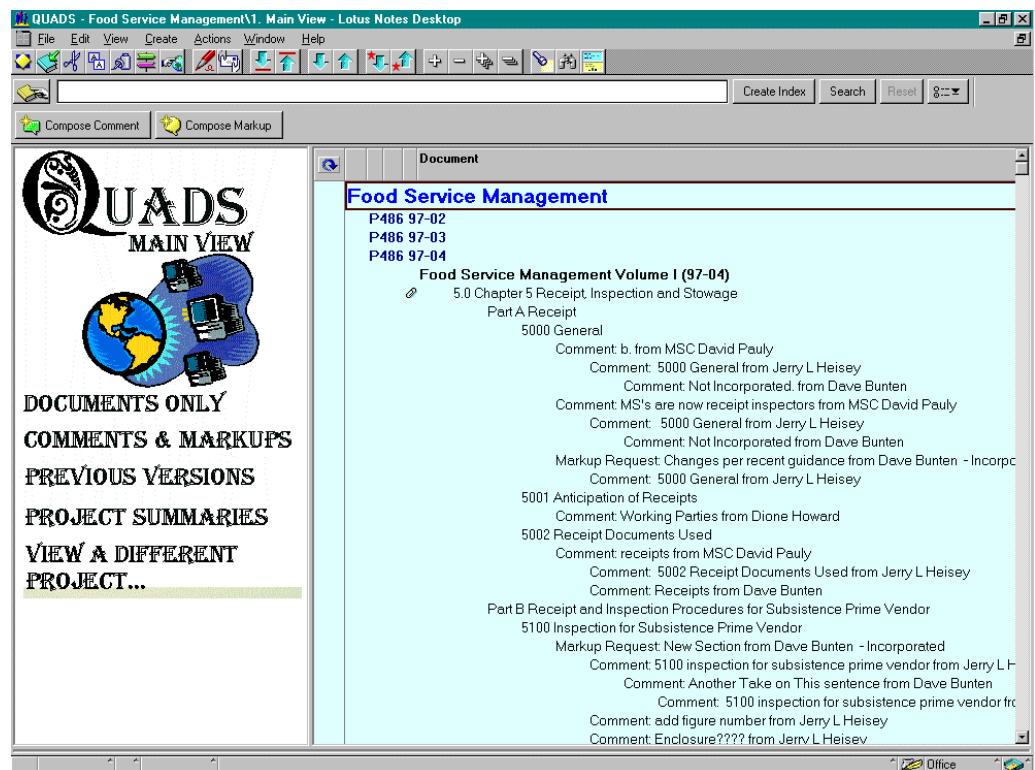 QUADS - Food Service Management\1. Main View - Lotus Notes Desktop
File Edit View Create Actions Window Help
Create Index Search Reset
Compose Comment Compose Markup
QUADS
MAIN VIEW
DOCUMENTS ONLY
COMMENTS & MARKUPS
PREVIOUS VERSIONS
PROJECT SUMMARIES
VIEW A DIFFERENT
PROJECT...
Document
Food Service Management
P486 97-02
P486 97-03
P486 97-04
Food Service Management Volume I (97-04)
5.0 Chapter 5 Receipt, Inspection and Stowage
Part A Receipt
5000 General
Comment: b. from MSC David Pauly
Comment: 5000 General from Jerry L Heisey
Comment: Not Incorporated. from Dave Bunten
Comment: MS's are now receipt inspectors from MSC David Pauly
Comment: 5000 General from Jerry L Heisey
Comment: Not Incorporated from Dave Bunten
Markup Request: Changes per recent guidance from Dave Bunten - Incorpo
Comment: 5000 General from Jerry L Heisey
5001 Anticipation of Receipts
Comment: Working Parties from Dione Howard
5002 Receipt Documents Used
Comment: receipts from MSC David Pauly
Comment: 5002 Receipt Documents Used from Jerry L Heisey
Comment: Receipts from Dave Bunten
Part B Receipt and Inspection Procedures for Subsistence Prime Vendor
5100 Inspection for Subsistence Prime Vendor
Markup Request: New Section from Dave Bunten - Incorporated
Comment: 5100 inspection for subsistence prime vendor from Jerry L H
Comment: Another Take on This sentence from Dave Bunten
Comment: 5100 inspection for subsistence prime vendor fro
Comment: add figure number from Jerry L Heisey
Comment: Enclosure???? from Jerry L Heisey
Office